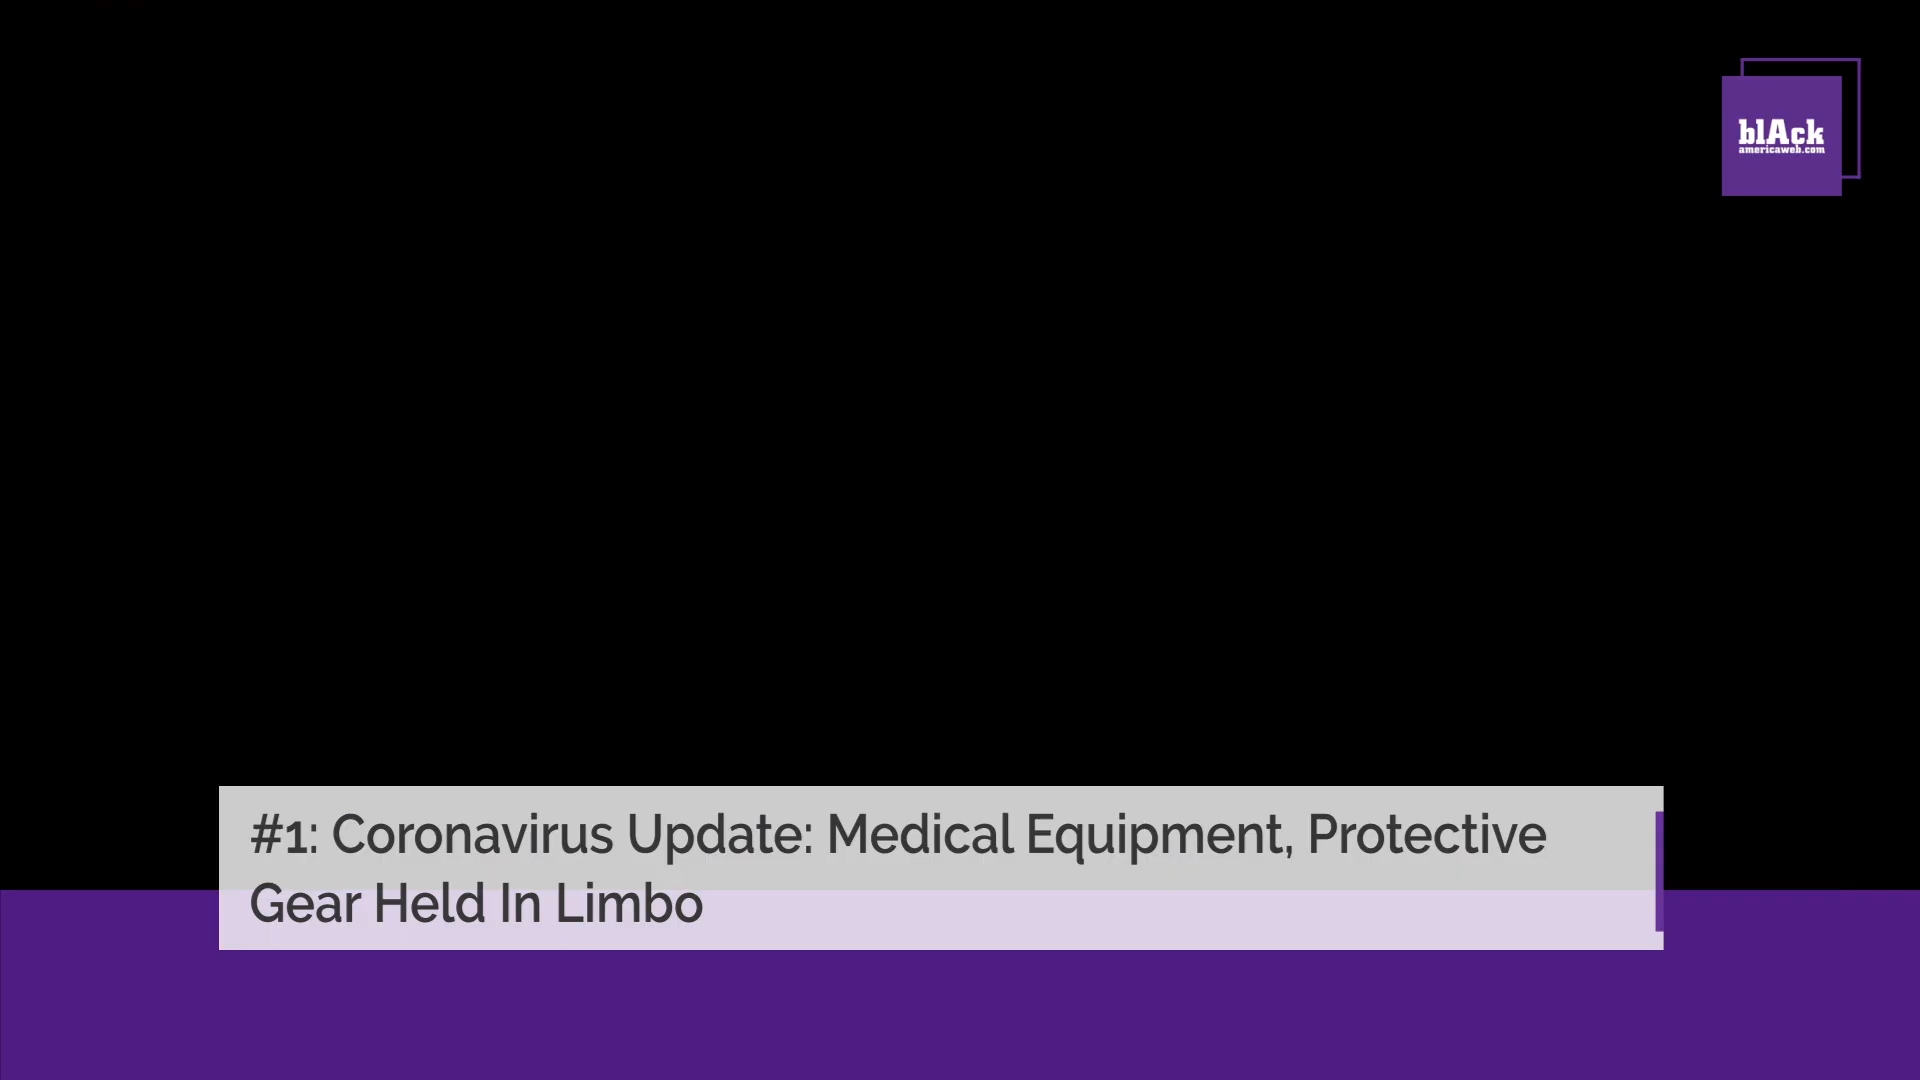 blAck
americaweb.com
#1: Coronavirus Update: Medical Equipment, Protective
Gear Held In Limbo